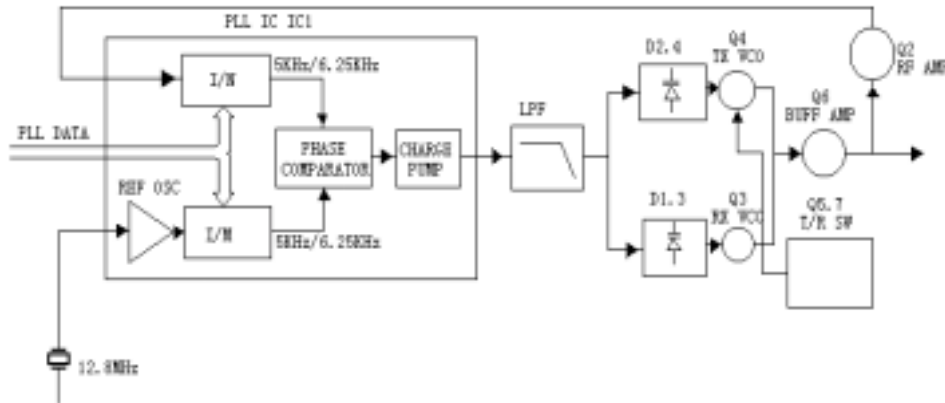 PLL IC IC1
I/N
5KHz/6.25KHz
PLL DATA
PHASE
COMPARATOR
CHARGE
PUMP
REF OSC
I/M
5KHz/6.25KHz
12.8MHz
LPF
D2.4
Q4
TX VCO
D1.3
Q3
RX VCO
Q6
BUFF AMP
Q2
RF AMP
Q5.7
T/R SW